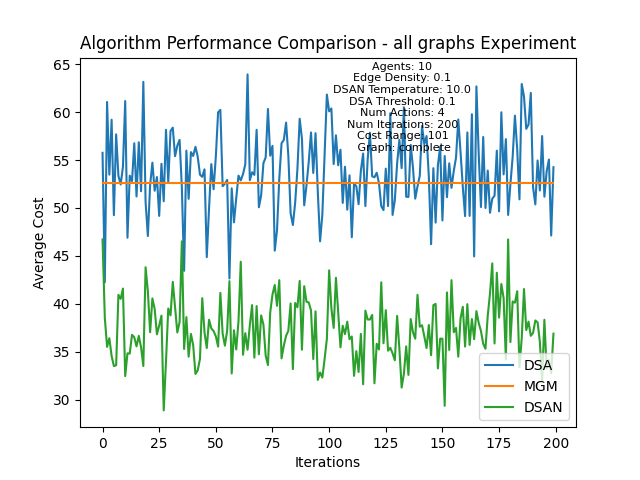 Algorithm Performance Comparison - all graphs Experiment
Agents: 10
Edge Density: 0.1
DSAN Temperature: 10.0
DSA Threshold: 0.1
Num Actions: 4
Num Iterations: 200
Cost Range: 101
Graph: complete
Average Cost
65
60
55
50
45
40
35
30
0
25
50
75
100
125
150
175
200
Iterations
DSA
MGM
DSAN